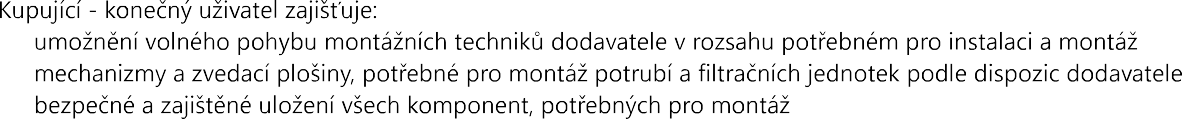 Kupující - konečný uživatel zajišťuje:
umožnění volného pohybu montážních techniků dodavatele v rozsahu potřebném pro instalaci a montáž
mechanizmy a zvedací plošiny, potřebné pro montáž potrubí a filtračních jednotek podle dispozic dodavatele
bezpečné a zajištěné uložení všech komponent, potřebných pro montáž